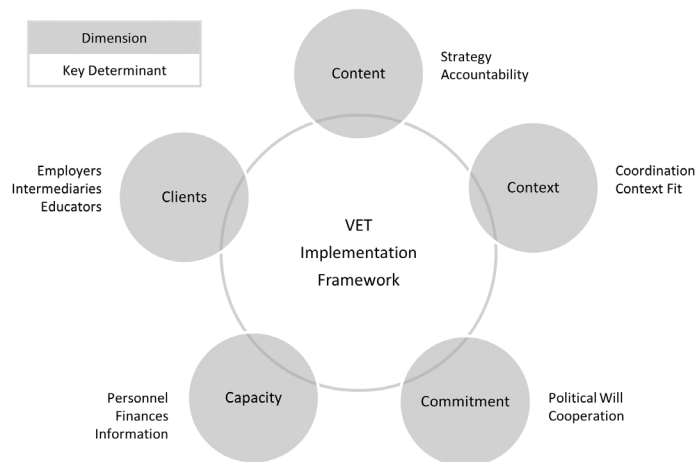 Dimension
Key Determinant
Content
Strategy
Accountability
Context
Coordination
Context Fit
Employers
Intermediaries
Educators
Clients
VET
Implementation
Framework
Personnel
Finances
Information
Capacity
Commitment
Political Will
Cooperation